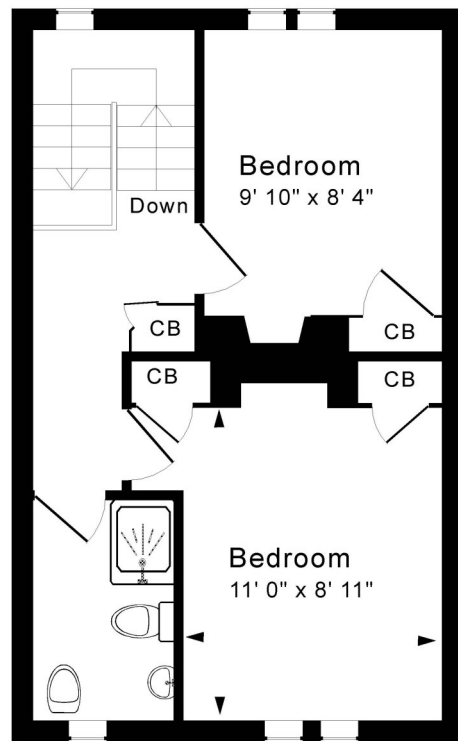 Bedroom
9' 10" x 8' 4"
Down
CB
CB
CB
CB
Bedroom
11' 0" x 8' 11"